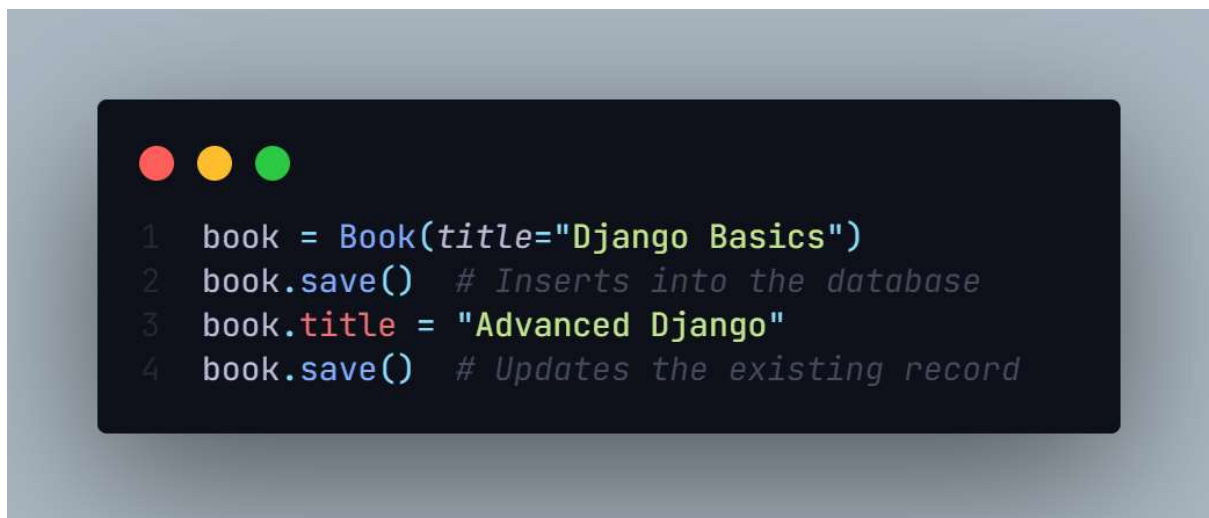 1 book = Book(title="Django Basics")
2 book.save() # Inserts into the database
3 book.title = "Advanced Django"
4 book.save() # Updates the existing record